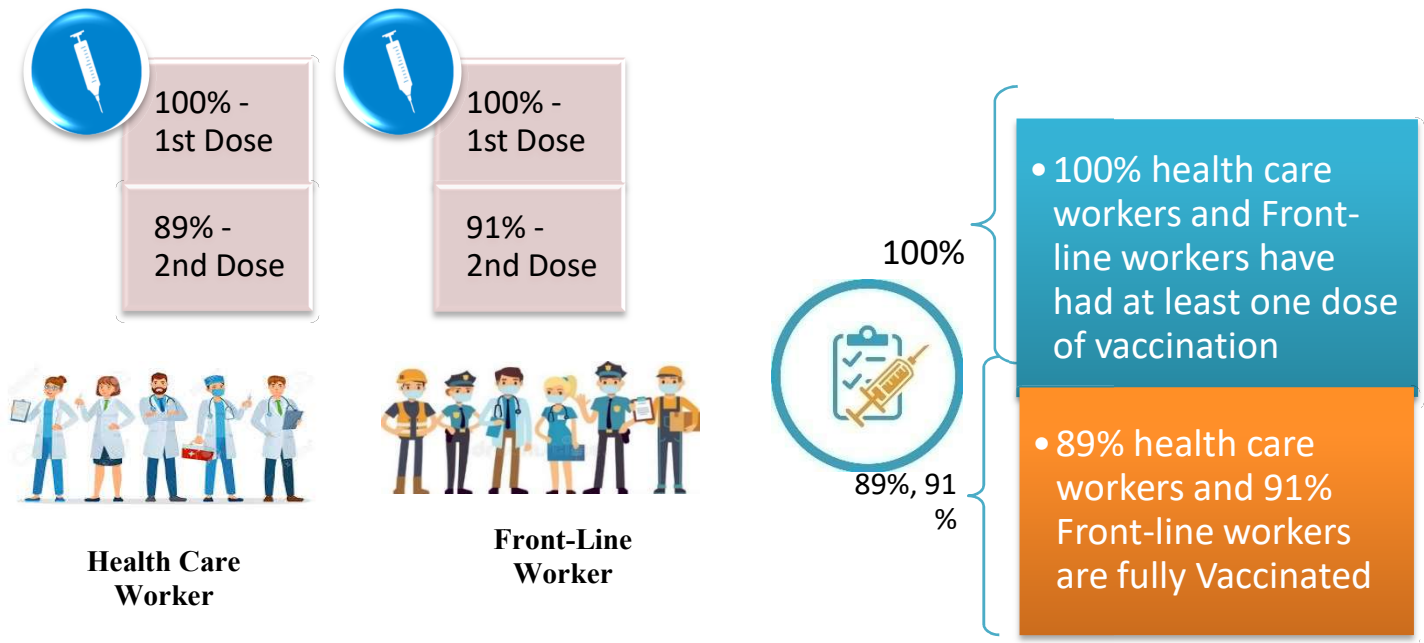 100% -
1st Dose
89% -
2nd Dose
Health Care
Worker
100% -
1st Dose
91% -
2nd Dose
Front-Line
Worker
100%
89%, 91
%
• 100% health care
workers and Front-
line workers have
had at least one dose
of vaccination
• 89% health care
workers and 91%
Front-line workers
are fully Vaccinated